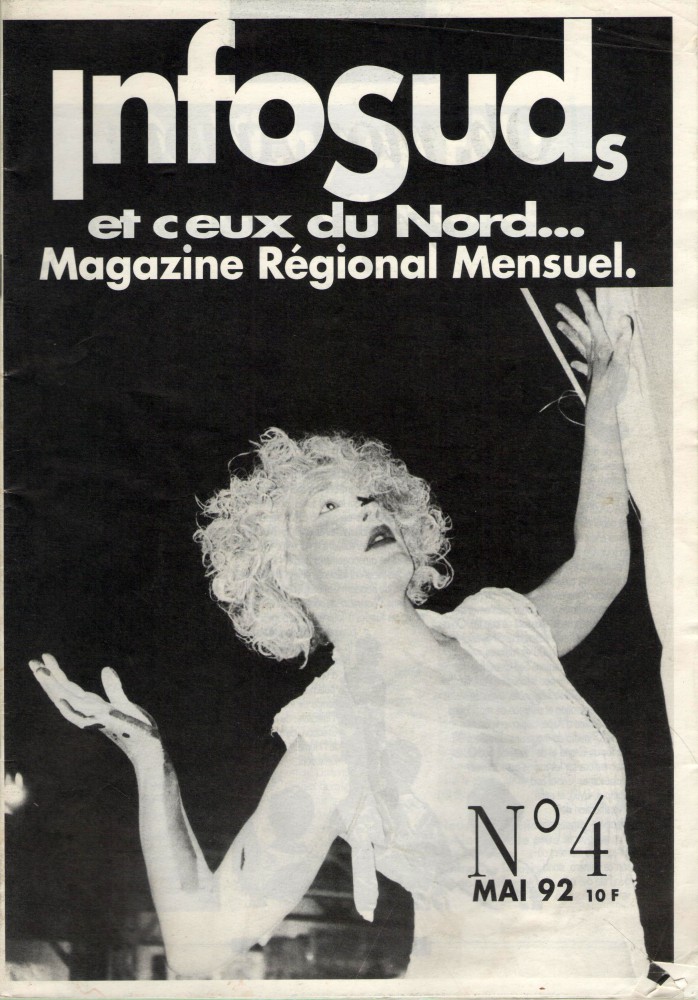 infosuds
et ceux du Nord...
Magazine Régional Mensuel.
N° 4
MAI 92 10 F